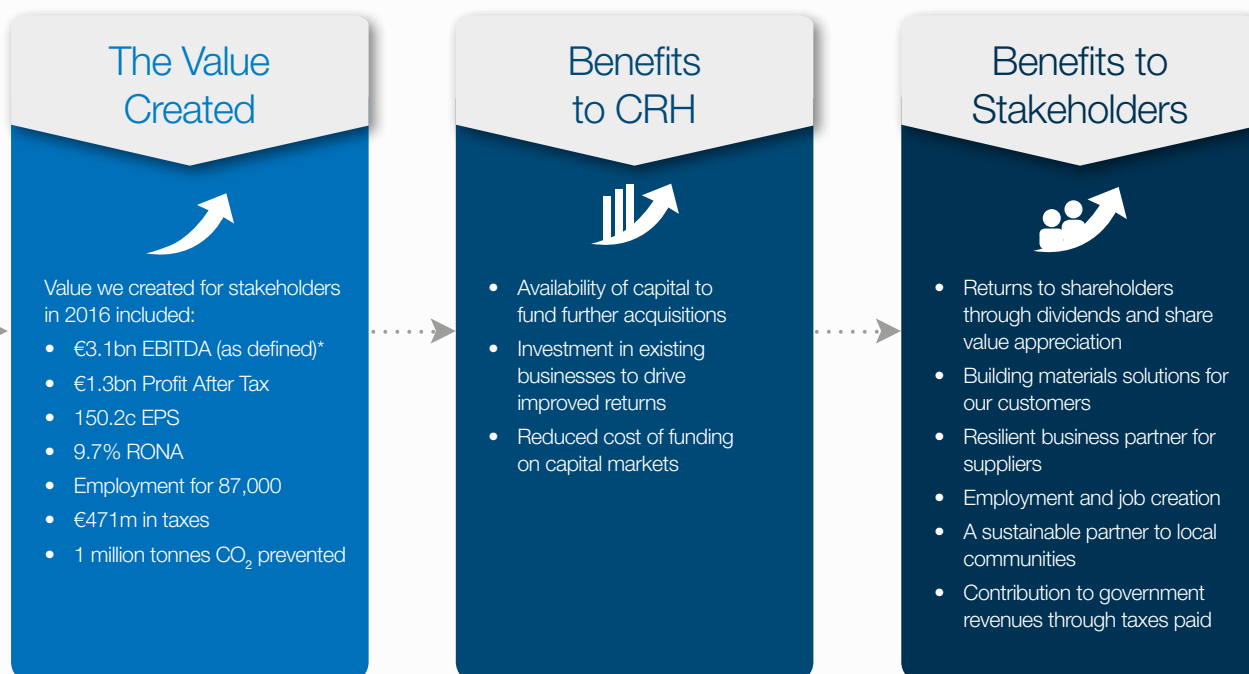 The Value
Created
Value we created for stakeholders
in 2016 included:
• €3.1bn EBITDA (as defined)*
• €1.3bn Profit After Tax
• 150.2c EPS
• 9.7% RONA
• Employment for 87,000
• €471m in taxes
• 1 million tonnes CO₂ prevented
Benefits
to CRH
• Availability of capital to
fund further acquisitions
• Investment in existing
businesses to drive
improved returns
• Reduced cost of funding
on capital markets
Benefits to
Stakeholders
• Returns to shareholders
through dividends and share
value appreciation
• Building materials solutions for
our customers
• Resilient business partner for
suppliers
• Employment and job creation
• A sustainable partner to local
communities
• Contribution to government
revenues through taxes paid